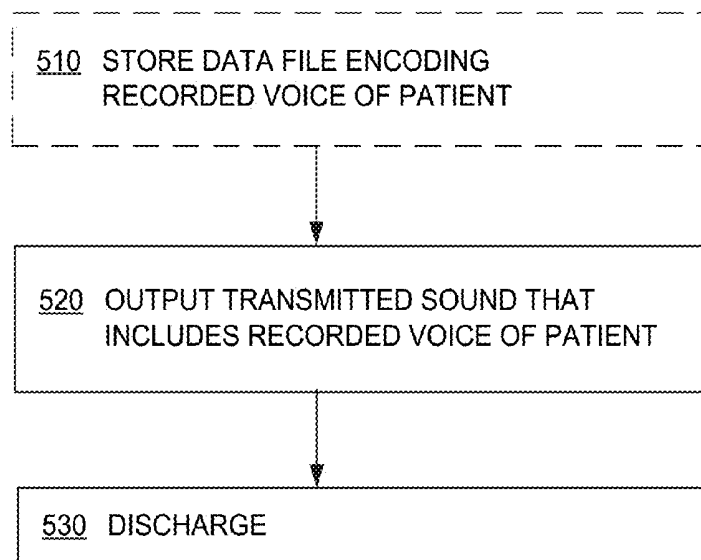 510 STORE DATA FILE ENCODING
RECORDED VOICE OF PATIENT
520 OUTPUT TRANSMITTED SOUND THAT
INCLUDES RECORDED VOICE OF PATIENT
530 DISCHARGE